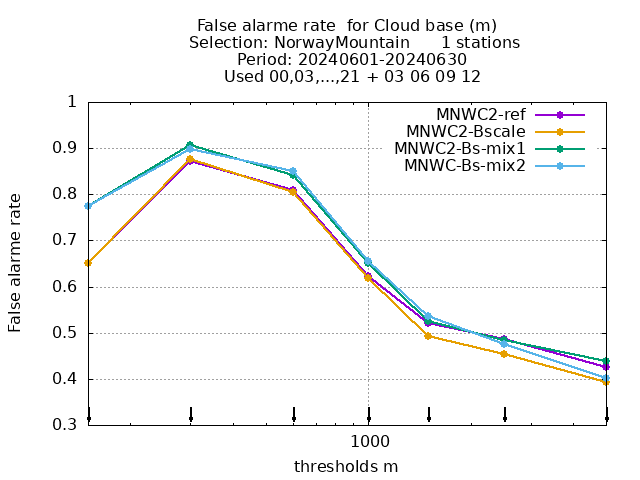 False alarme rate  for Cloud base (m)
Selection: NorwayMountain      1 stations
Period: 20240601-20240630
Used 00,03,...,21 + 03 06 09 12
MNWC2-ref
MNWC2-Bscale
MNWC2-Bs-mix1
MNWC-Bs-mix2
1
0.9
0.8
0.7
0.6
0.5
0.4
0.3
False alarme rate
1000
thresholds m